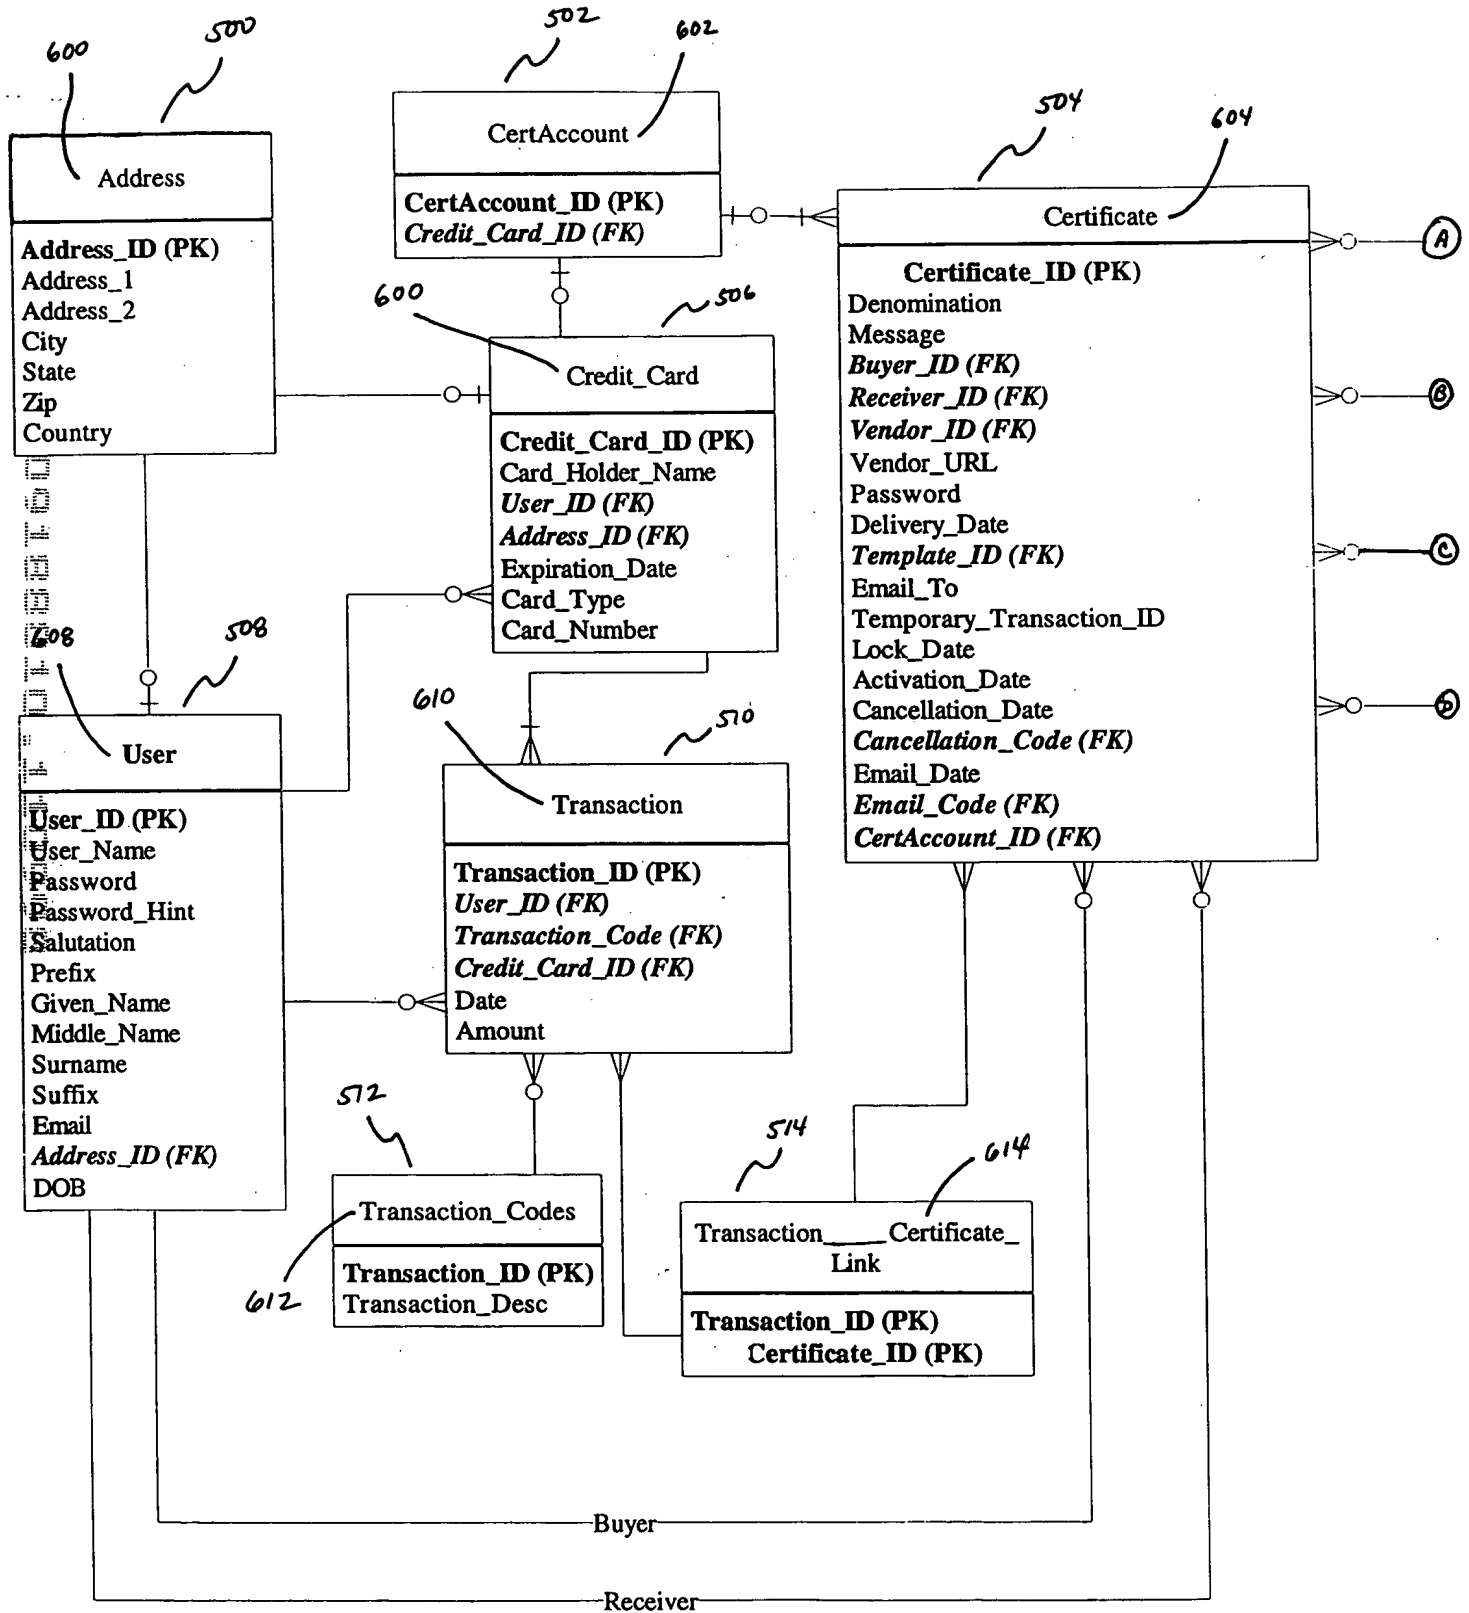 600
500
Address
Address_ID (PK)
Address_1
Address_2
City
State
Zip
Country
502
602
CertAccount
CertAccount_ID (PK)
Credit_Card_ID (FK)
504
604
Certificate
Certificate_ID (PK)
Denomination
Message
Buyer_ID (FK)
Receiver_ID (FK)
Vendor_ID (FK)
Vendor_URL
Password
Delivery_Date
Template_ID (FK)
Email_To
Temporary_Transaction_ID
Lock_Date
Activation_Date
Cancellation_Date
Cancellation_Code (FK)
Email_Date
Email_Code (FK)
CertAccount_ID (FK)
A
B
C
D
600
506
Credit_Card
Credit_Card_ID (PK)
Card_Holder_Name
User_ID (FK)
Address_ID (FK)
Expiration_Date
Card_Type
Card_Number
608
508
User
User_ID (PK)
User_Name
Password
Password_Hint
Salutation
Prefix
Given_Name
Middle_Name
Surname
Suffix
Email
Address_ID (FK)
DOB
610
510
Transaction
Transaction_ID (PK)
User_ID (FK)
Transaction_Code (FK)
Credit_Card_ID (FK)
Date
Amount
512
Transaction_Codes
612
Transaction_ID (PK)
Transaction_Desc
514
614
Transaction____Certificate_
Link
Transaction_ID (PK)
Certificate_ID (PK)
Buyer
Receiver